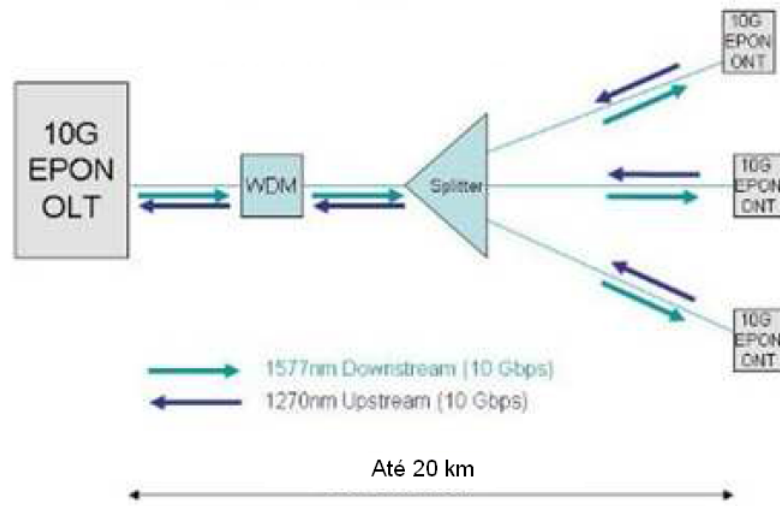 10G
EPON
ONT
10G
EPON
OLT
WDM
Splitter
10G
EPON
ONT
10G
EPON
ONT
1577nm Downstream (10 Gbps)
1270nm Upstream (10 Gbps)
Até 20 km